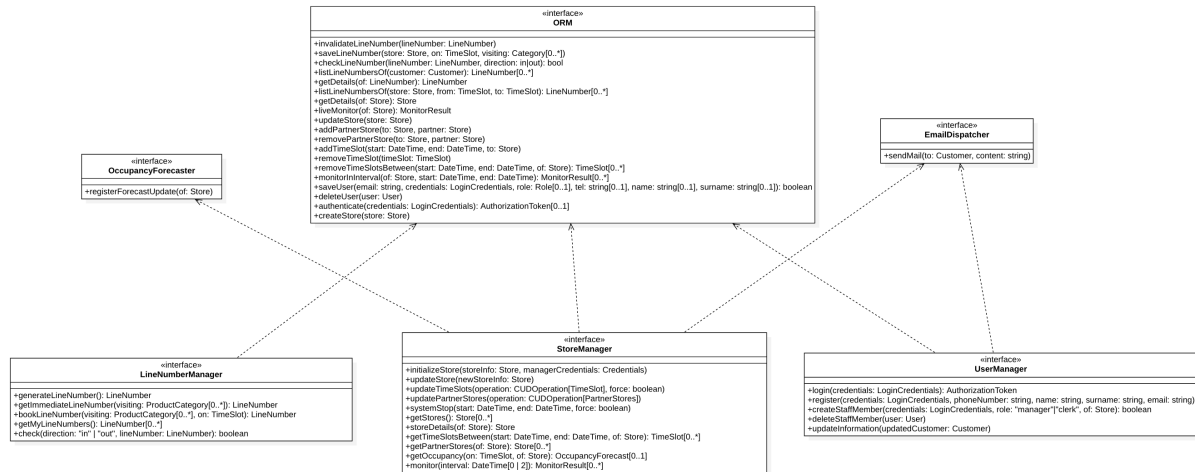 «interface»
ORM
+invalidateLineNumber(lineNumber: LineNumber)
+saveLineNumber(store: Store, on: TimeSlot, visiting: Category[0..*])
+checkLineNumber(lineNumber: LineNumber, direction: in|out): bool
+listLineNumbersOf(customer: Customer): LineNumber[0..*]
+getDetails(of: LineNumber): LineNumber
+listLineNumbersOf(store: Store, from: TimeSlot, to: TimeSlot): LineNumber[0..*]
+getDetails(of: Store): Store
+liveMonitor(of: Store): MonitorResult
+updateStore(store: Store)
+addPartnerStore(to: Store, partner: Store)
+removePartnerStore(to: Store, partner: Store)
+addTimeSlot(start: DateTime, end: DateTime, to: Store)
+removeTimeSlot(timeSlot: TimeSlot)
+removeTimeSlotsBetween(start: DateTime, end: DateTime, of: Store): TimeSlot[0..*]
+monitorInInterval(of: Store, start: DateTime, end: DateTime): MonitorResult[0..*]
+saveUser(email: string, credentials: LoginCredentials, role: Role[0..1], tel: string[0..1], name: string[0..1], surname: string[0..1]): boolean
+deleteUser(user: User)
+authenticate(credentials: LoginCredentials): AuthorizationToken[0..1]
+createStore(store: Store)
«interface»
EmailDispatcher
+sendMail(to: Customer, content: string)
«interface»
OccupancyForecaster
+registerForecastUpdate(of: Store)
«interface»
LineNumberManager
+generateLineNumber(): LineNumber
+getImmediateLineNumber(visiting: ProductCategory[0..*]): LineNumber
+bookLineNumber(visiting: ProductCategory[0..*], on: TimeSlot): LineNumber
+getMyLineNumbers(): LineNumber[0..*]
+check(direction: "in" | "out", lineNumber: LineNumber): boolean
«interface»
StoreManager
+initializeStore(storeInfo: Store, managerCredentials: Credentials)
+updateStore(newStoreInfo: Store)
+updateTimeSlots(operation: CUDOperation[TimeSlot], force: boolean)
+updatePartnerStores(operation: CUDOperation[PartnerStores])
+systemStop(start: DateTime, end: DateTime, force: boolean)
+getStores(): Store[0..*]
+storeDetails(of: Store): Store
+getTimeSlotsBetween(start: DateTime, end: DateTime, of: Store): TimeSlot[0..*]
+getPartnerStores(of: Store): Store[0..*]
+getOccupancy(on: TimeSlot, of: Store): OccupancyForecast[0..1]
+monitor(interval: DateTime[0 | 2]): MonitorResult[0..*]
«interface»
UserManager
+login(credentials: LoginCredentials): AuthorizationToken
+register(credentials: LoginCredentials, phoneNumber: string, name: string, surname: string, email: string)
+createStaffMember(credentials: LoginCredentials, role: "manager"|"clerk", of: Store): boolean
+deleteStaffMember(user: User)
+updateInformation(updatedCustomer: Customer)